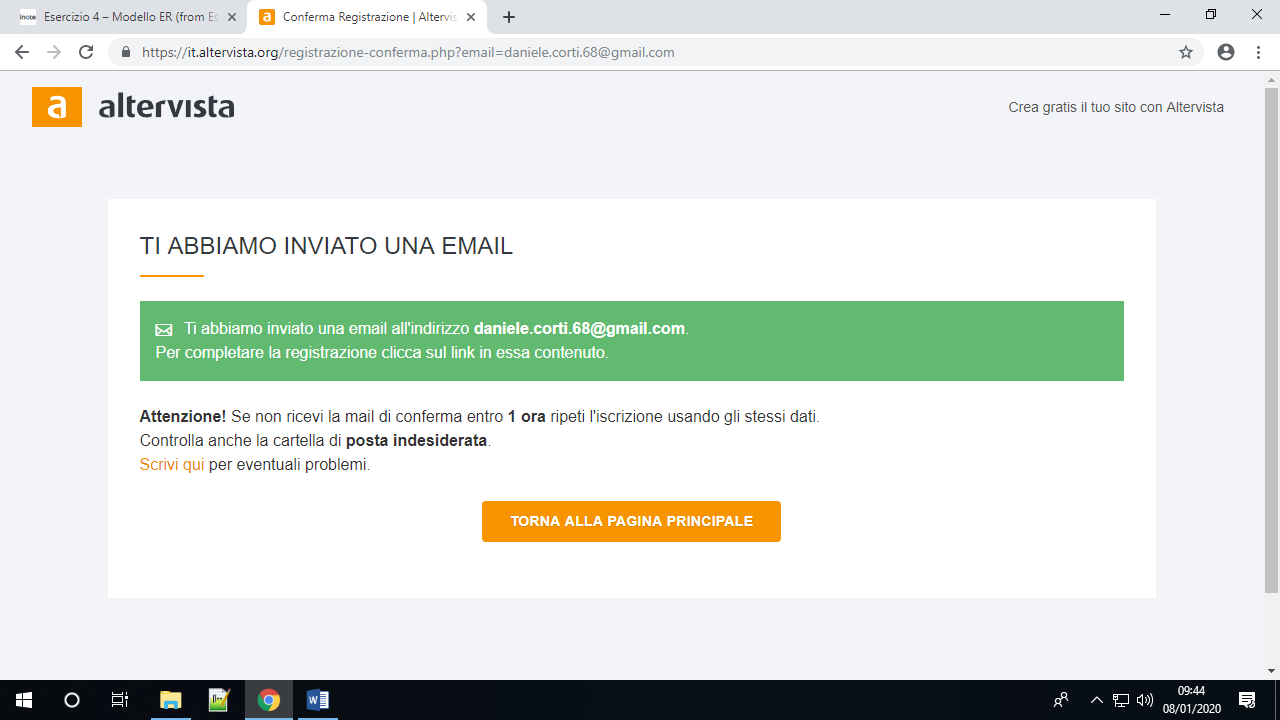 inote Esercizio 4 – Modello ER (from Es
a Conferma Registrazione | Altervis
https://it.altervista.org/registrazione-conferma.php?email=daniele.corti.68@gmail.com
a altervista
Crea gratis il tuo sito con Altervista
TI ABBIAMO INVIATO UNA EMAIL
Ti abbiamo inviato una email all'indirizzo daniele.corti.68@gmail.com.
Per completare la registrazione clicca sul link in essa contenuto.
Attenzione! Se non ricevi la mail di conferma entro 1 ora ripeti l'iscrizione usando gli stessi dati.
Controlla anche la cartella di posta indesiderata.
Scrivi qui per eventuali problemi.
TORNA ALLA PAGINA PRINCIPALE
09:44
08/01/2020